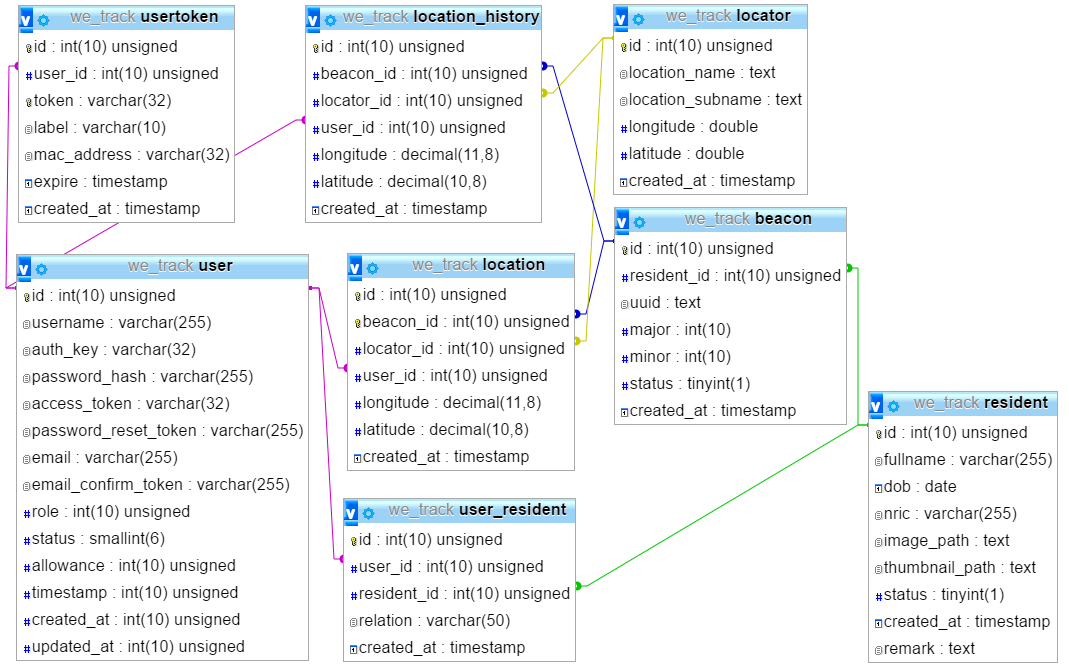 we_track usertoken
id : int(10) unsigned
user_id : int(10) unsigned
token : varchar(32)
label : varchar(10)
mac_address : varchar(32)
expire : timestamp
created_at : timestamp
we_track location_history
id : int(10) unsigned
beacon_id : int(10) unsigned
locator_id : int(10) unsigned
user_id : int(10) unsigned
longitude : decimal(11,8)
latitude : decimal(10,8)
created_at : timestamp
we_track locator
id : int(10) unsigned
location_name : text
location_subname : text
longitude : double
latitude : double
created_at : timestamp
we_track beacon
id : int(10) unsigned
resident_id : int(10) unsigned
uuid : text
major : int(10)
minor : int(10)
status : tinyint(1)
created_at : timestamp
we_track user
id : int(10) unsigned
username : varchar(255)
auth_key : varchar(32)
password_hash : varchar(255)
access_token : varchar(32)
password_reset_token : varchar(255)
email : varchar(255)
email_confirm_token : varchar(255)
role : int(10) unsigned
status : smallint(6)
allowance : int(10) unsigned
timestamp : int(10) unsigned
created_at : int(10) unsigned
updated_at : int(10) unsigned
we_track location
id : int(10) unsigned
beacon_id : int(10) unsigned
locator_id : int(10) unsigned
user_id : int(10) unsigned
longitude : decimal(11,8)
latitude : decimal(10,8)
created_at : timestamp
we_track user_resident
id : int(10) unsigned
user_id : int(10) unsigned
resident_id : int(10) unsigned
relation : varchar(50)
created_at : timestamp
we_track resident
id : int(10) unsigned
fullname : varchar(255)
dob : date
nric : varchar(255)
image_path : text
thumbnail_path : text
status : tinyint(1)
created_at : timestamp
remark : text